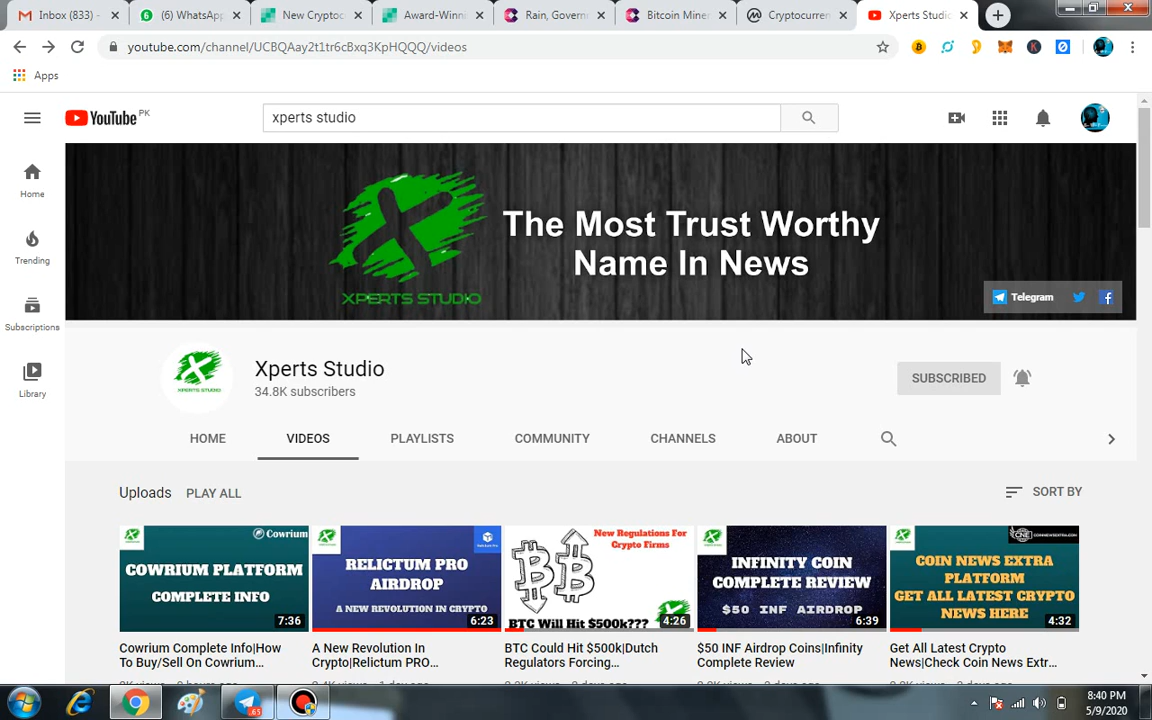 Inbox (833) -
(6) WhatsApp
New Cryptoc
Award-Winn
Rain, Govern
Bitcoin Mine
Cryptocurren
Xperts Studio
youtube.com/channel/UCBQAay2t1tr6cBxq3KpHQQQ/videos
Apps
YouTube PK
xperts studio
Home
Trending
Subscriptions
Library
XPERTS STUDIO
The Most Trust Worthy
Name In News
Telegram
Xperts Studio
34.8K subscribers
SUBSCRIBED
HOME VIDEOS PLAYLISTS COMMUNITY CHANNELS ABOUT
Uploads PLAY ALL
SORT BY
Cowrium
COWRIUM PLATFORM
COMPLETE INFO
7:36
Cowrium Complete Info|How
To Buy/Sell On Cowrium...
RELICTUM PRO
AIRDROP
A NEW REVOLUTION IN CRYPTO
6:23
A New Revolution In
Crypto|Relictum PRO...
New Regulations For
Crypto Firms
BTC Will Hit $500k???
4:26
BTC Could Hit $500k|Dutch
Regulators Forcing...
INFINITY COIN
COMPLETE REVIEW
$50 INF AIRDROP
6:39
$50 INF Airdrop Coins|Infinity
Complete Review
COIN NEWS EXTRA
PLATFORM
GET ALL LATEST CRYPTO
NEWS HERE
4:32
Get All Latest Crypto
News|Check Coin News Extr...
65
8:40 PM
5/9/2020